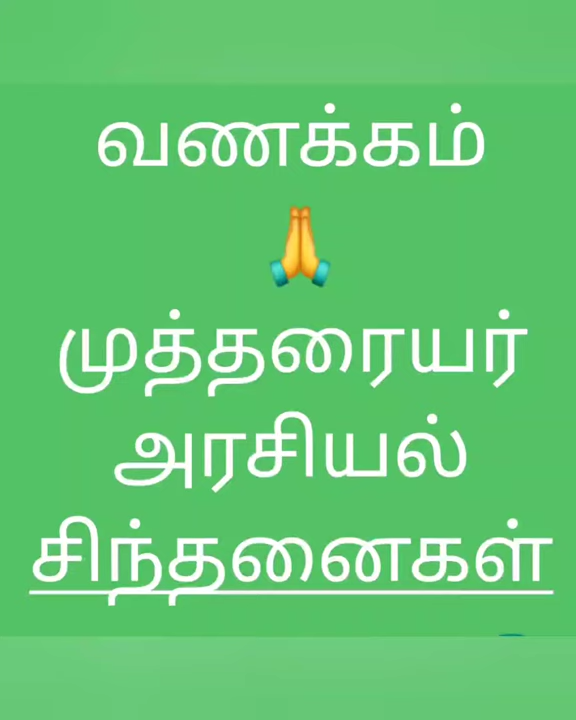 வணக்கம்
🙏
முத்தரையர்
அரசியல்
சிந்தனைகள்